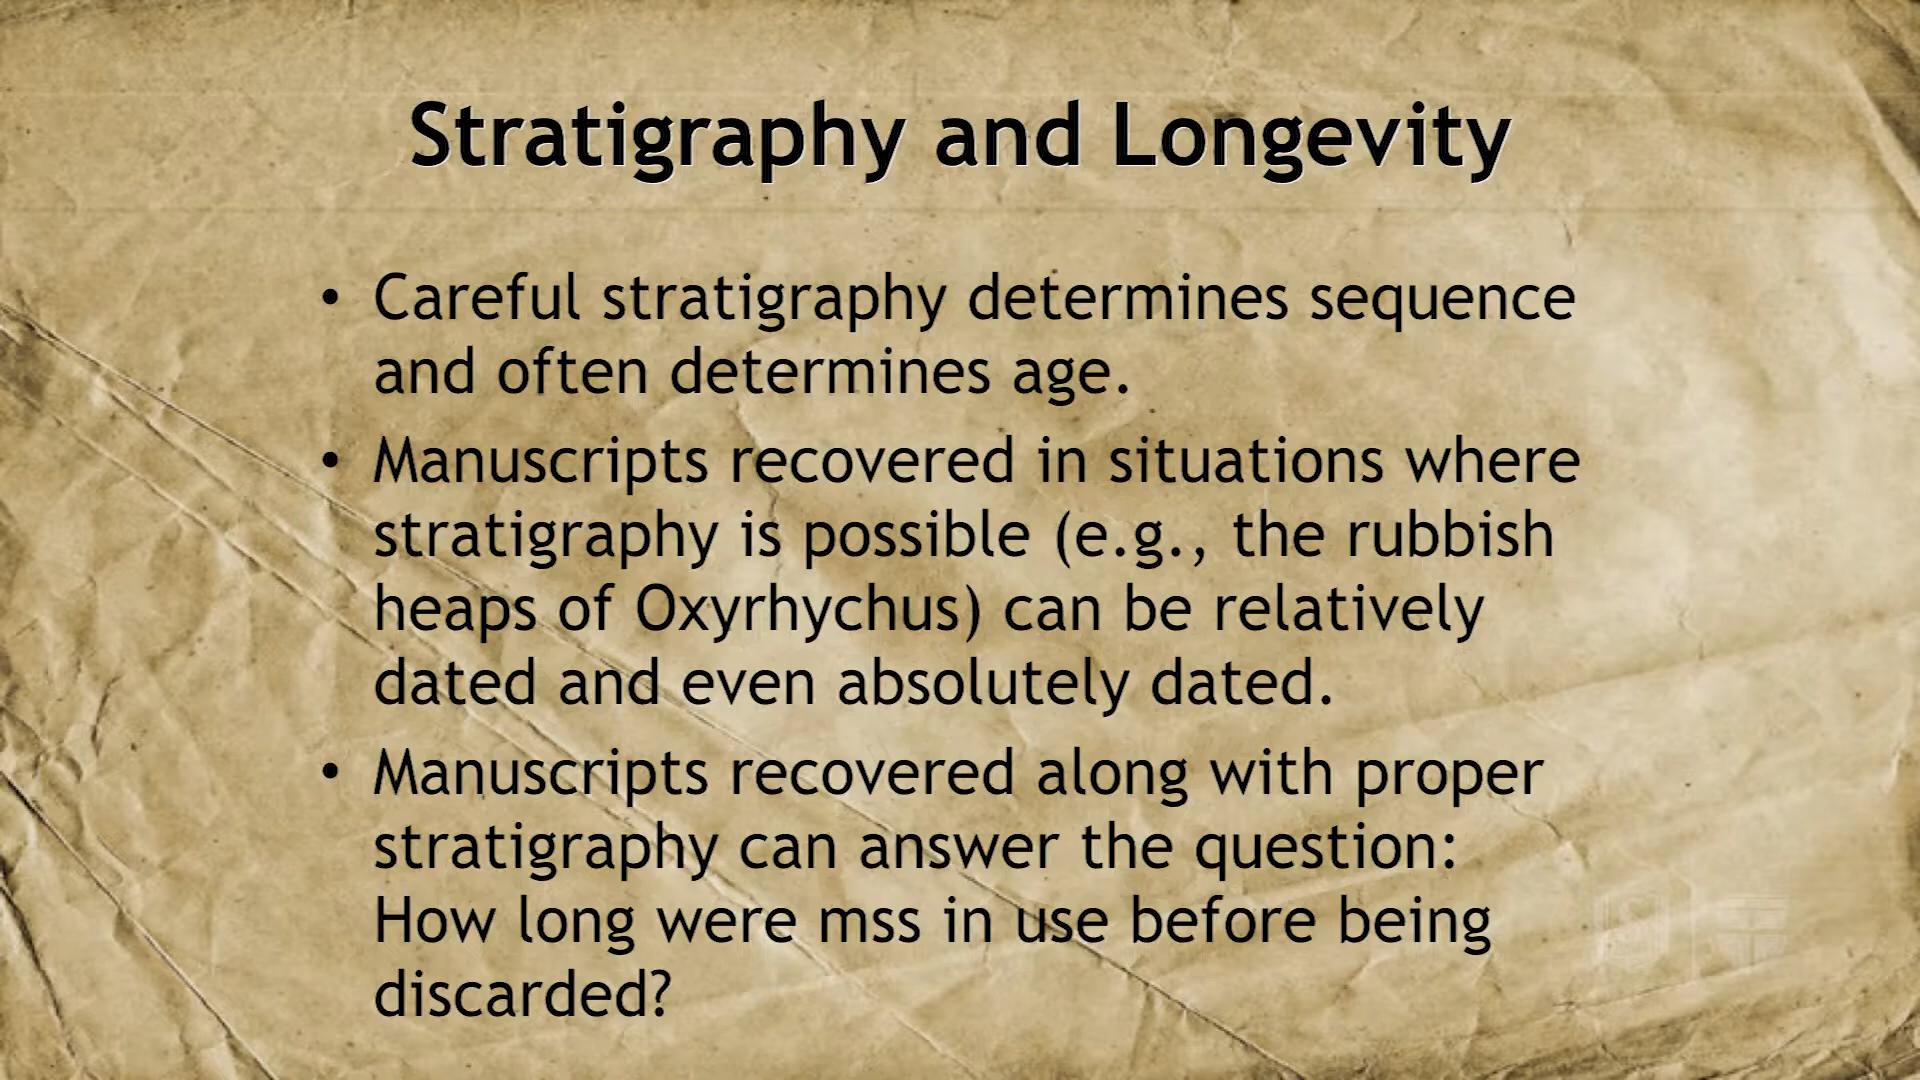 Stratigraphy and Longevity
• Careful stratigraphy determines sequence
and often determines age.
• Manuscripts recovered in situations where
stratigraphy is possible (e.g., the rubbish
heaps of Oxyrhychus) can be relatively
dated and even absolutely dated.
• Manuscripts recovered along with proper
stratigraphy can answer the question:
How long were mss in use before being
discarded?